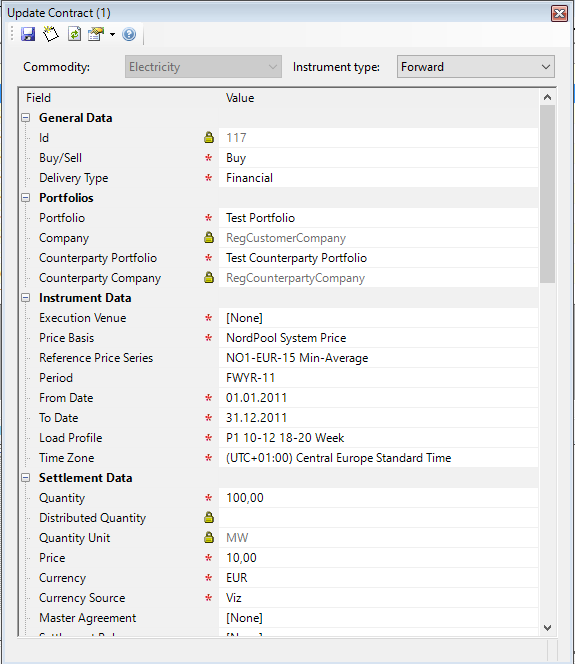 Update Contract (1)
Commodity: Electricity Instrument type: Forward
Field Value
General Data
Id 117
Buy/Sell * Buy
Delivery Type * Financial
Portfolios
Portfolio * Test Portfolio
Company RegCustomerCompany
Counterparty Portfolio * Test Counterparty Portfolio
Counterparty Company RegCounterpartyCompany
Instrument Data
Execution Venue * [None]
Price Basis * NordPool System Price
Reference Price Series NO1-EUR-15 Min-Average
Period FWYR-11
From Date * 01.01.2011
To Date * 31.12.2011
Load Profile * P1 10-12 18-20 Week
Time Zone * (UTC+01:00) Central Europe Standard Time
Settlement Data
Quantity * 100,00
Distributed Quantity
Quantity Unit MW
Price * 10,00
Currency * EUR
Currency Source * Viz
Master Agreement [None]